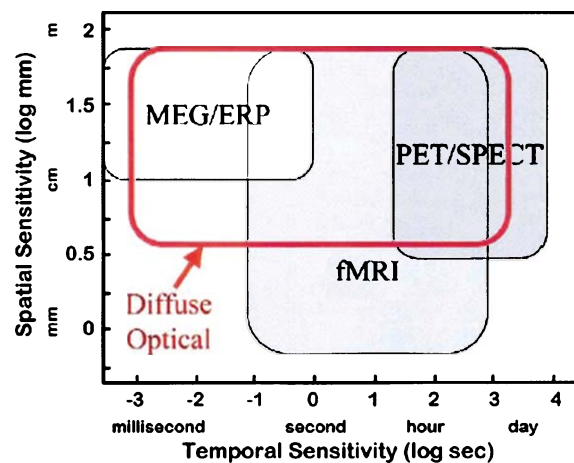 Spatial Sensitivity (log mm)
m
cm
mm
2
1.5
1
0.5
0
MEG/ERP
PET/SPECT
fMRI
Diffuse
Optical
-3 -2 -1 0 1 2 3 4
millisecond second hour day
Temporal Sensitivity (log sec)